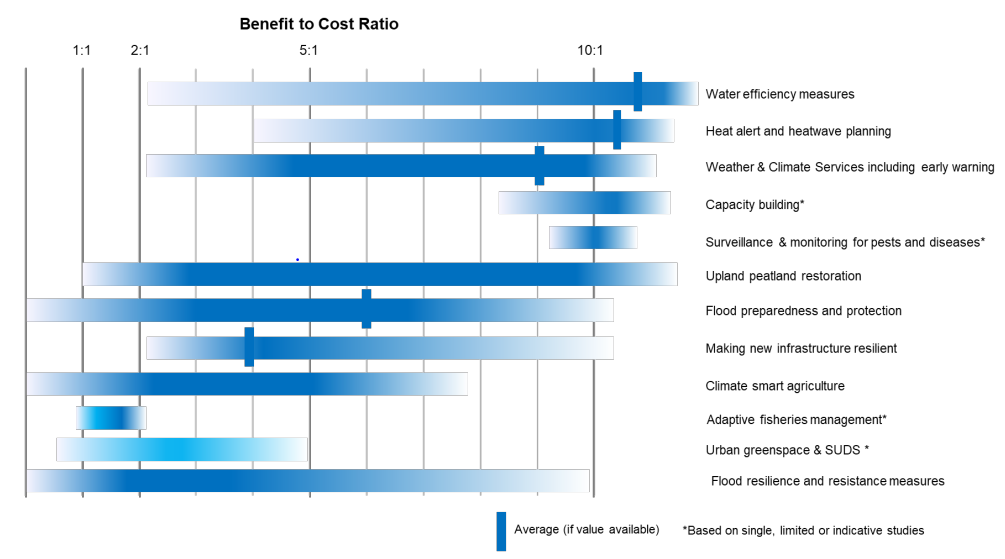 Benefit to Cost Ratio
1:1 2:1 5:1 10:1
Water efficiency measures
Heat alert and heatwave planning
Weather & Climate Services including early warning
Capacity building*
Surveillance & monitoring for pests and diseases*
Upland peatland restoration
Flood preparedness and protection
Making new infrastructure resilient
Climate smart agriculture
Adaptive fisheries management*
Urban greenspace & SUDS *
Flood resilience and resistance measures
Average (if value available) *Based on single, limited or indicative studies